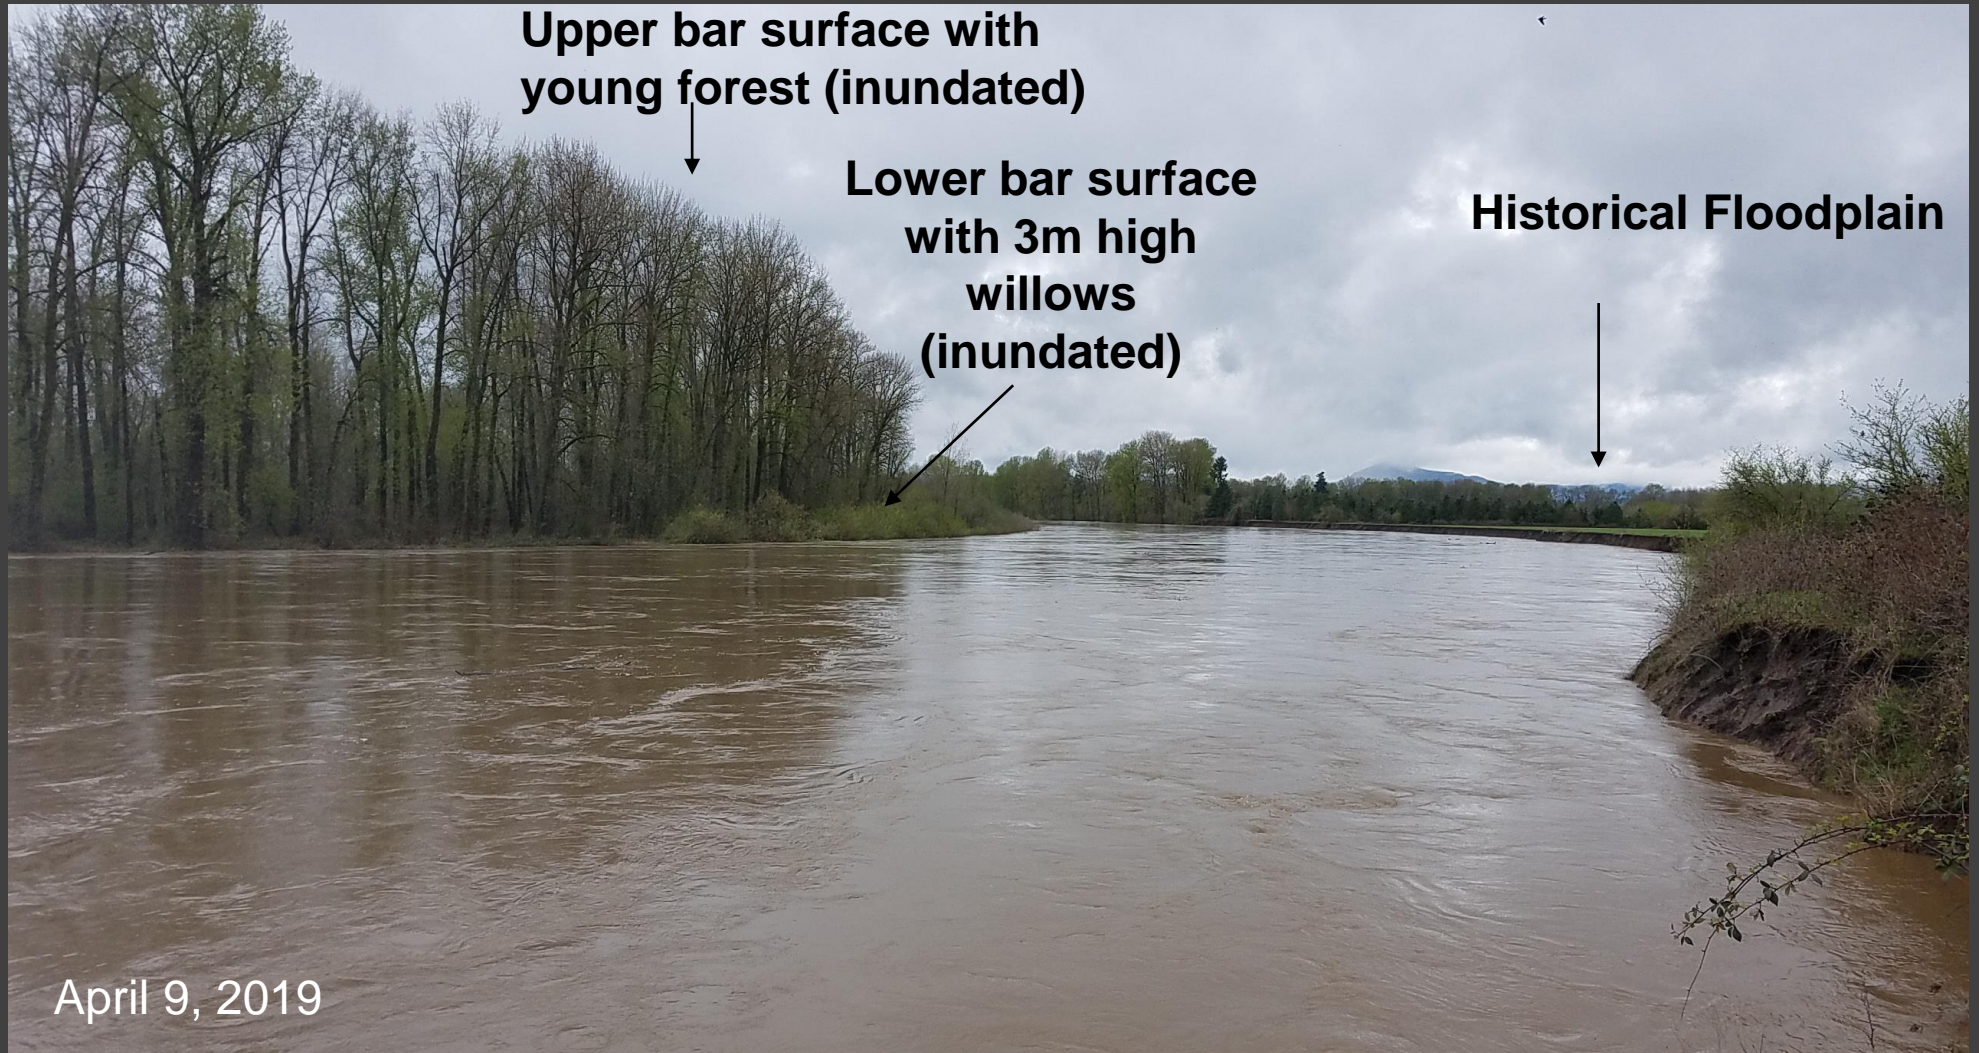 Upper bar surface with
young forest (inundated)
Lower bar surface
with 3m high
willows
(inundated)
Historical Floodplain
April 9, 2019